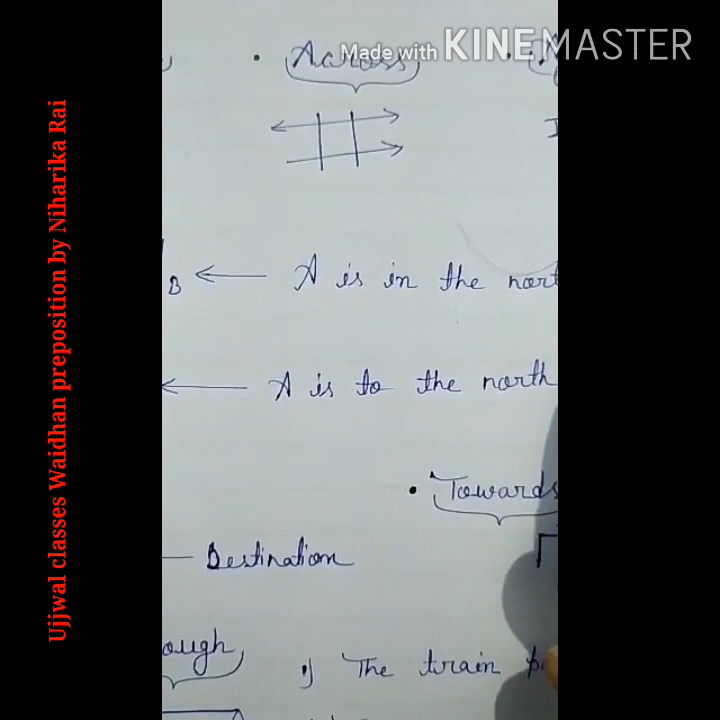 Ujjwal classes Waidhan preposition by Niharika Rai
Made with KINEMASTER
• Across
B ← A is in the
← A is to the north
• Towards
Destination
1) The train